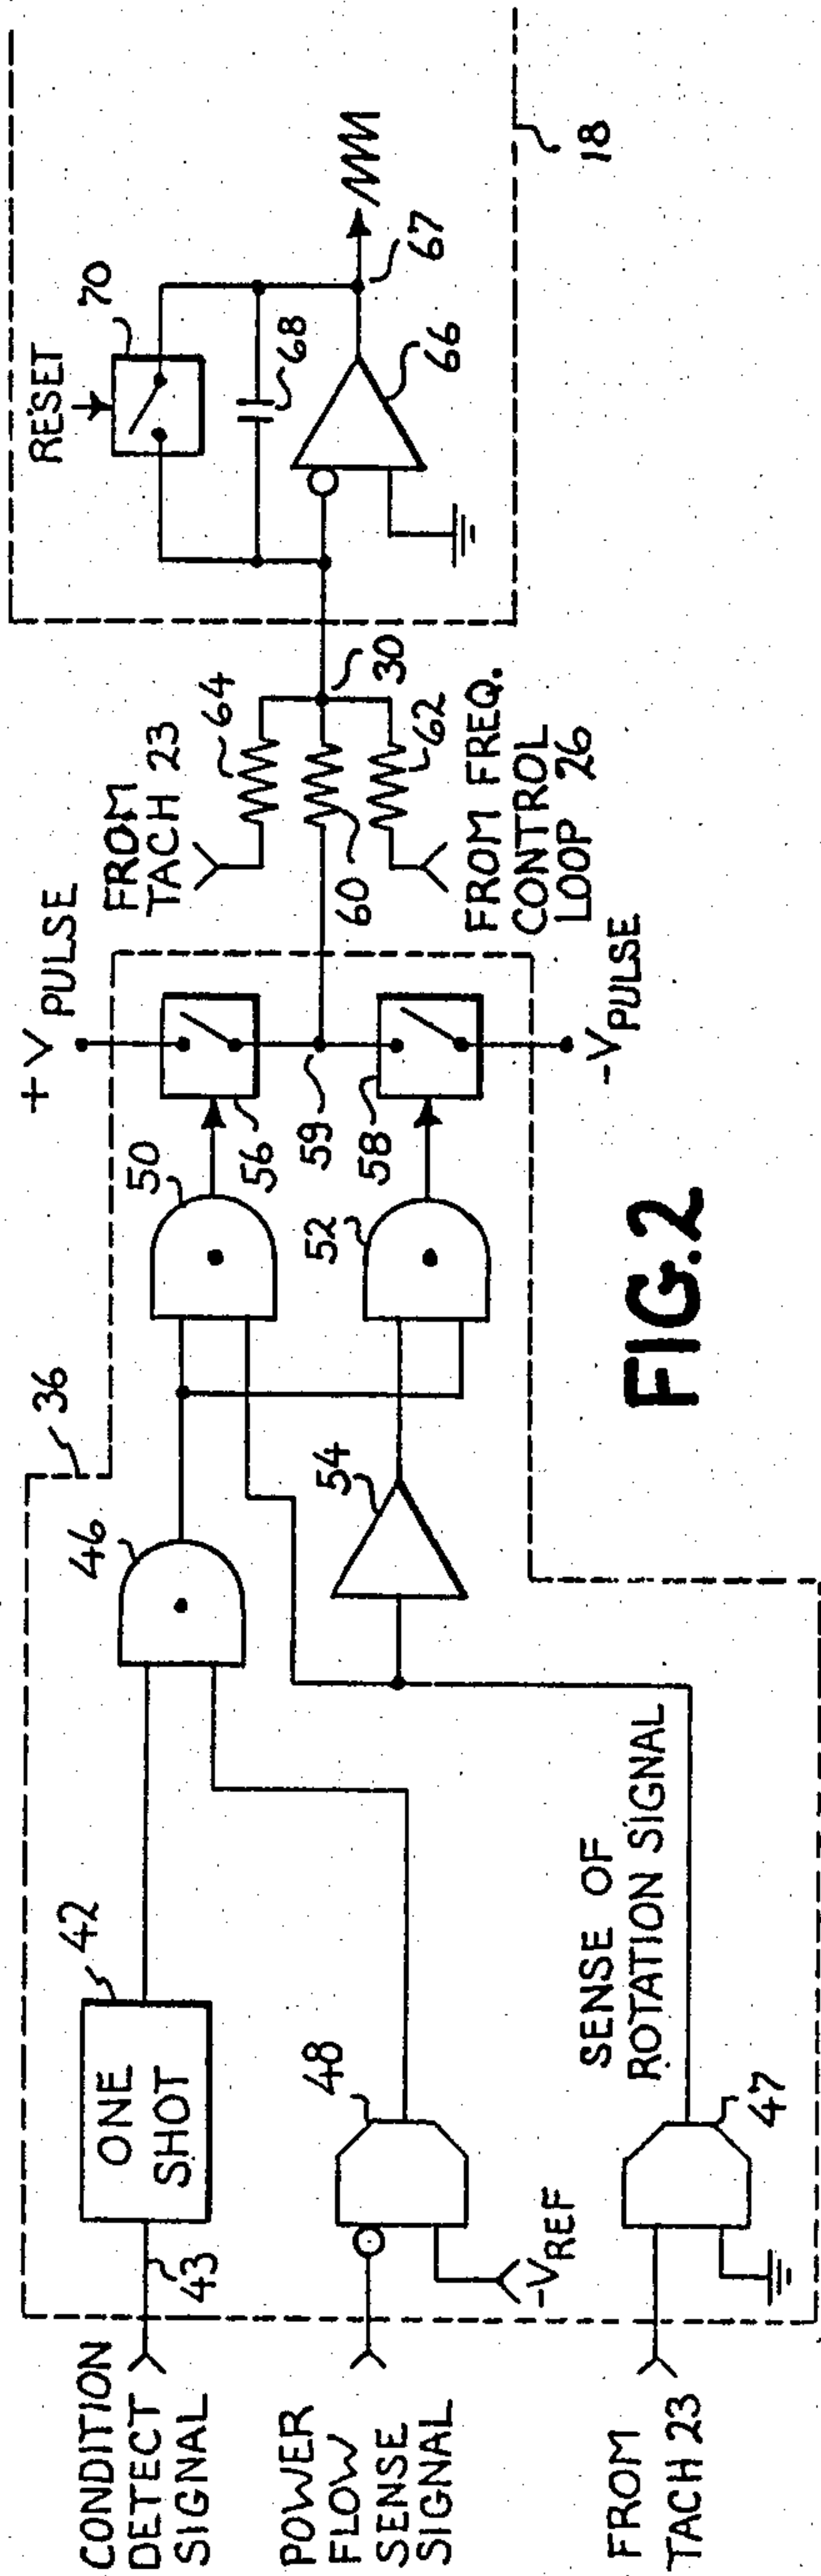 CONDITION
DETECT
SIGNAL
43
ONE
SHOT
42
POWER
FLOW
SENSE
SIGNAL
-VREF
48
FROM
TACH 23
47
SENSE OF
ROTATION SIGNAL
46
36
54
50
52
+V PULSE
56
59
58
-VPULSE
FROM
TACH 23
64
60
62
30
FROM FREQ.
CONTROL
LOOP 26
RESET
70
68
66
67
18
FIG.2